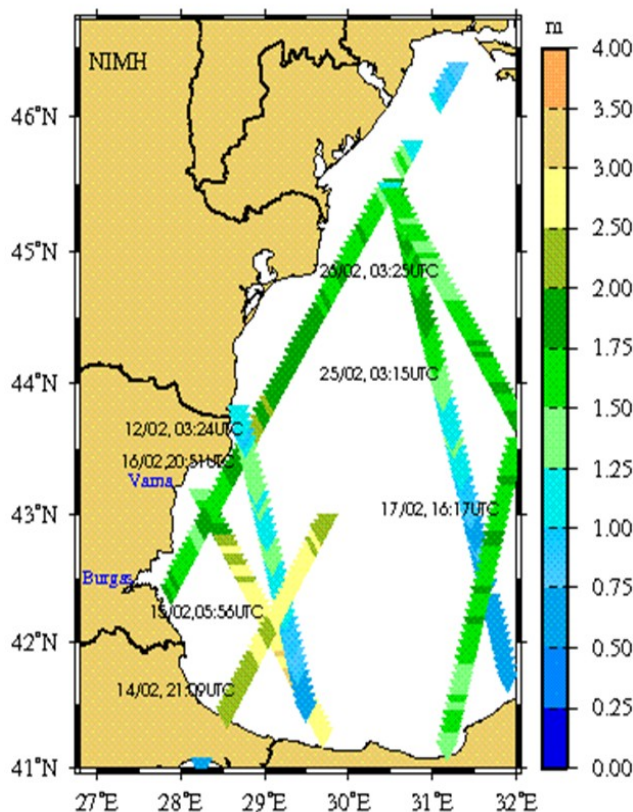 m
NIMH
4.00
46°N
3.50
3.00
2.50
45°N
26/02, 03:25UTC
2.00
1.75
44°N
25/02, 03:15UTC
1.50
12/02, 03:24UTC
16/02,20:51UTC
1.25
Varna
43°N
17/02, 16:17UTC
1.00
Burgas
0.75
15/02,05:56UTC
42°N
0.50
14/02, 21:09UTC
0.25
41°N
0.00
27°E 28°E 29°E 30°E 31°E 32°E